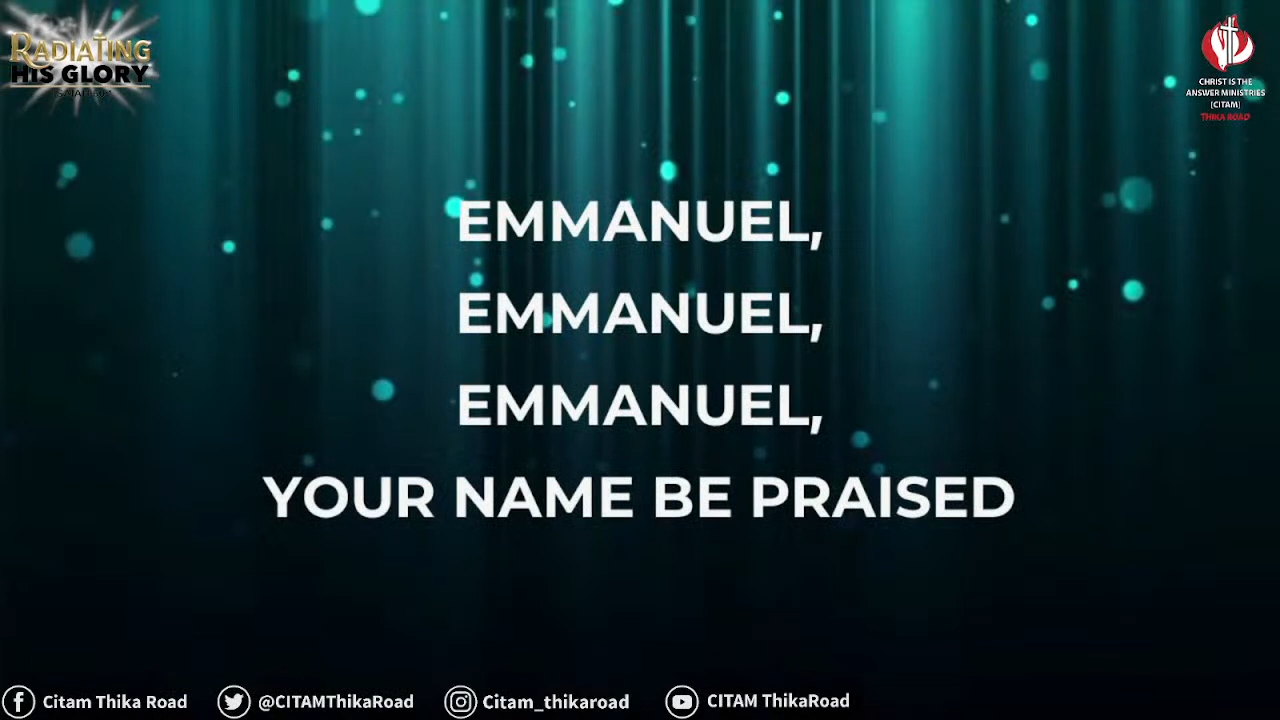 RADIATING
HIS GLORY
CHRIST IS THE
ANSWER MINISTRIES
(CITAM)
THIKA ROAD
EMMANUEL,
EMMANUEL,
EMMANUEL,
YOUR NAME BE PRAISED
Citam Thika Road
@CITAMThikaRoad
Citam_thikaroad
CITAM ThikaRoad